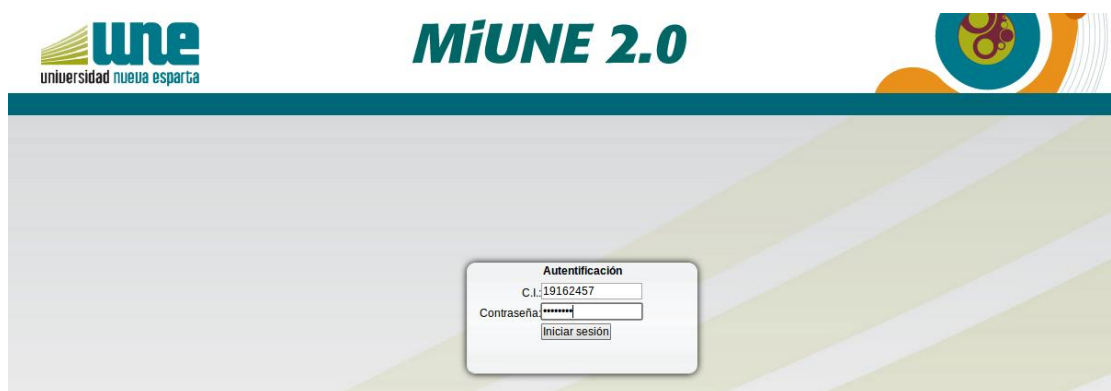 une
universidad nueva esparta
MiUNE 2.0
Autentificación
C.I.: 19162457
Contraseña: ••••••••
Iniciar sesión